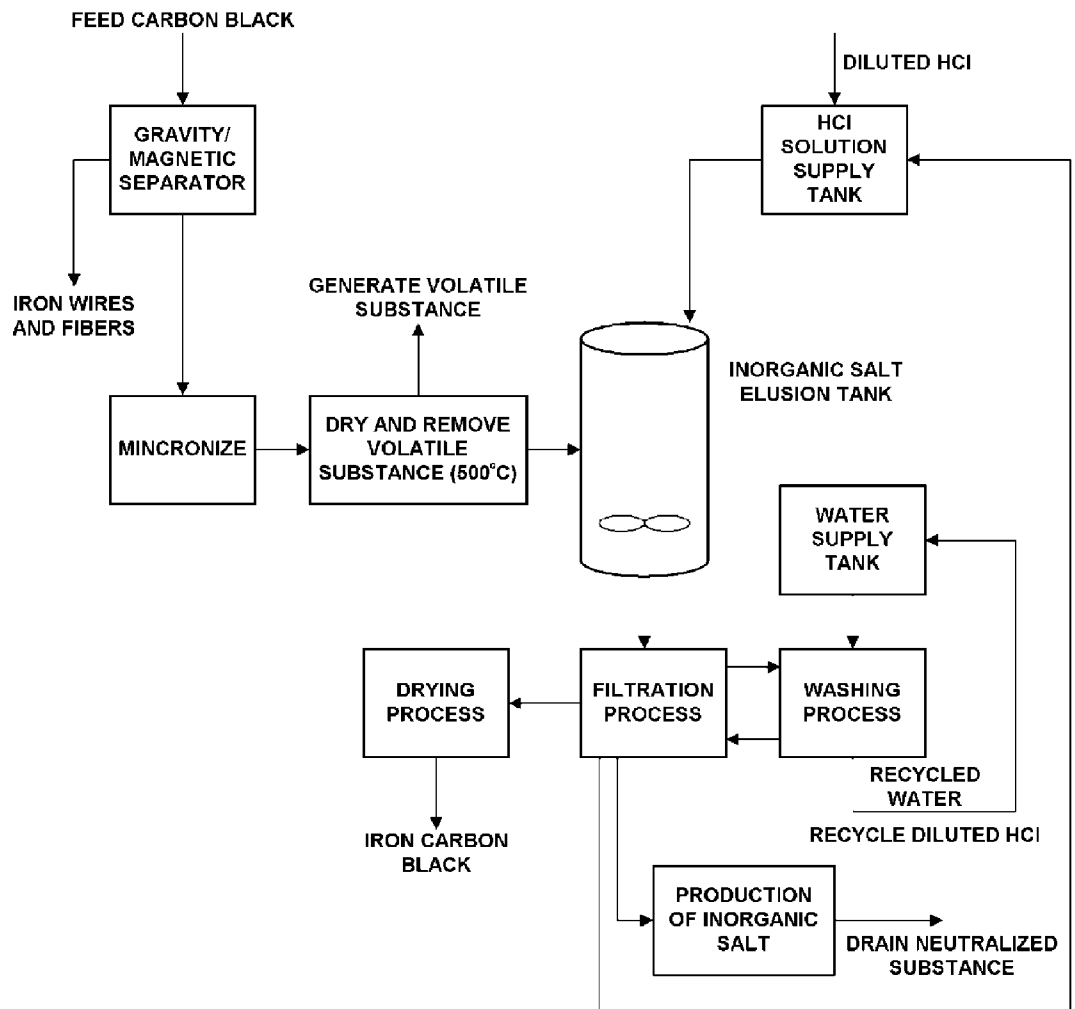 FEED CARBON BLACK
DILUTED HCl
GRAVITY/
MAGNETIC
SEPARATOR
HCl
SOLUTION
SUPPLY
TANK
IRON WIRES
AND FIBERS
GENERATE VOLATILE
SUBSTANCE
INORGANIC SALT
ELUSION TANK
MINCRONIZE
DRY AND REMOVE
VOLATILE
SUBSTANCE (500°C)
WATER
SUPPLY
TANK
DRYING
PROCESS
FILTRATION
PROCESS
WASHING
PROCESS
RECYCLED
WATER
RECYCLE DILUTED HCl
IRON CARBON
BLACK
PRODUCTION
OF INORGANIC
SALT
DRAIN NEUTRALIZED
SUBSTANCE